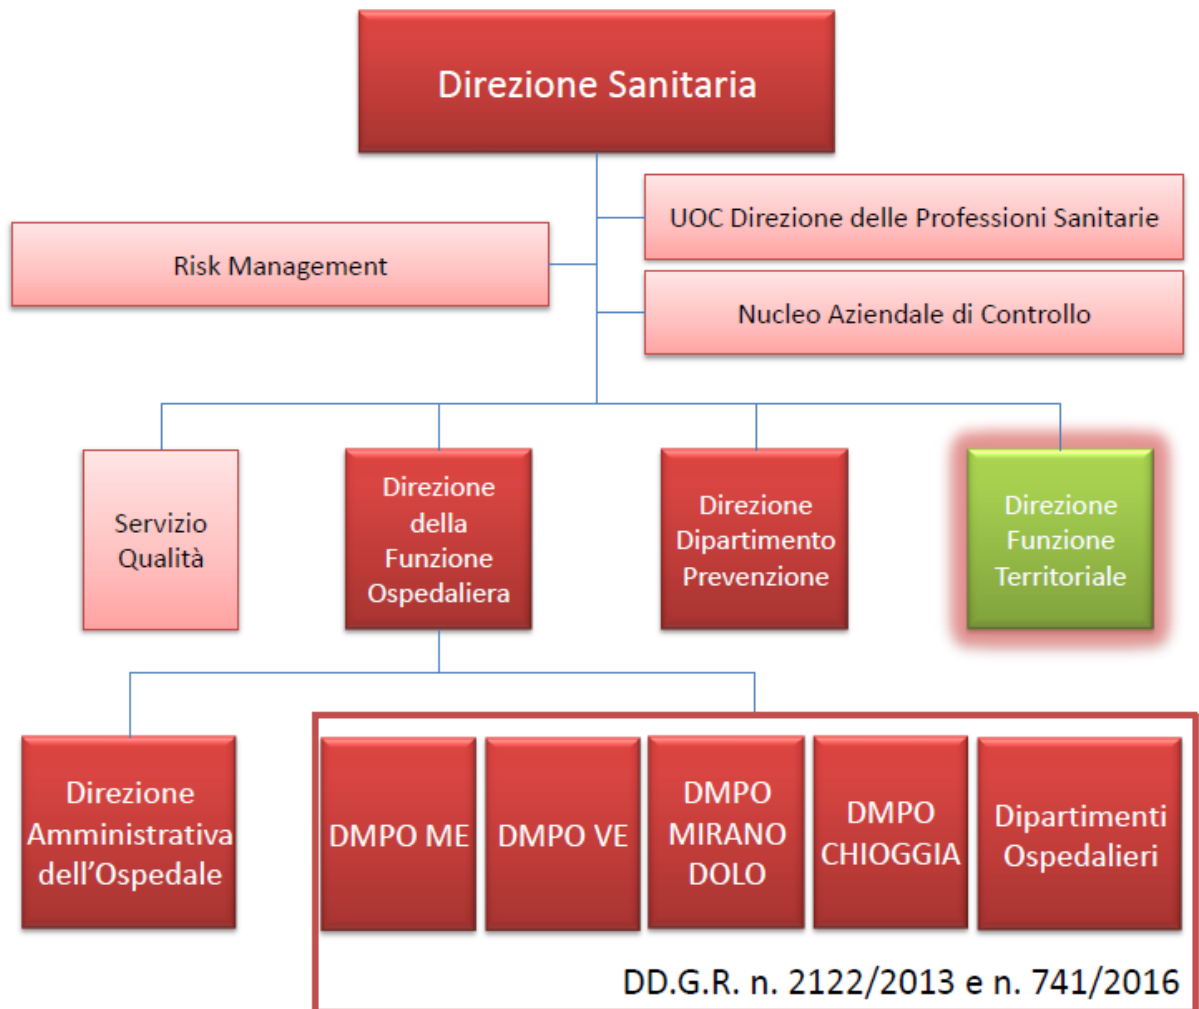 Direzione Sanitaria
UOC Direzione delle Professioni Sanitarie
Risk Management
Nucleo Aziendale di Controllo
Servizio
Qualità
Direzione
della
Funzione
Ospedaliera
Direzione
Dipartimento
Prevenzione
Direzione
Funzione
Territoriale
Direzione
Amministrativa
dell'Ospedale
DMPO ME
DMPO VE
DMPO
MIRANO
DOLO
DMPO
CHIOGGIA
Dipartimenti
Ospedalieri
DD.G.R. n. 2122/2013 e n. 741/2016